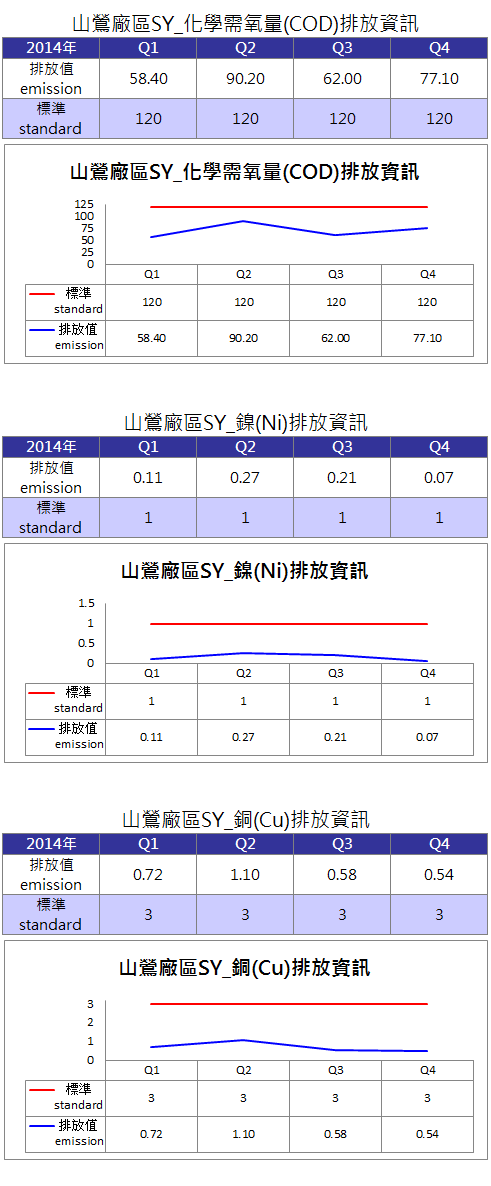 山鶯廠區SY_化學需氧量(COD)排放資訊
2014年 Q1 Q2 Q3 Q4
排放值
emission 58.40 90.20 62.00 77.10
標準
standard 120 120 120 120
山鶯廠區SY_化學需氧量(COD)排放資訊
125
100
75
50
25
0
Q1 Q2 Q3 Q4
標準
standard 120 120 120 120
排放值
emission 58.40 90.20 62.00 77.10
山鶯廠區SY_鎳(Ni)排放資訊
2014年 Q1 Q2 Q3 Q4
排放值
emission 0.11 0.27 0.21 0.07
標準
standard 1 1 1 1
山鶯廠區SY_鎳(Ni)排放資訊
1.5
1
0.5
0
Q1 Q2 Q3 Q4
標準
standard 1 1 1 1
排放值
emission 0.11 0.27 0.21 0.07
山鶯廠區SY_銅(Cu)排放資訊
2014年 Q1 Q2 Q3 Q4
排放值
emission 0.72 1.10 0.58 0.54
標準
standard 3 3 3 3
山鶯廠區SY_銅(Cu)排放資訊
3
2
1
0
Q1 Q2 Q3 Q4
標準
standard 3 3 3 3
排放值
emission 0.72 1.10 0.58 0.54